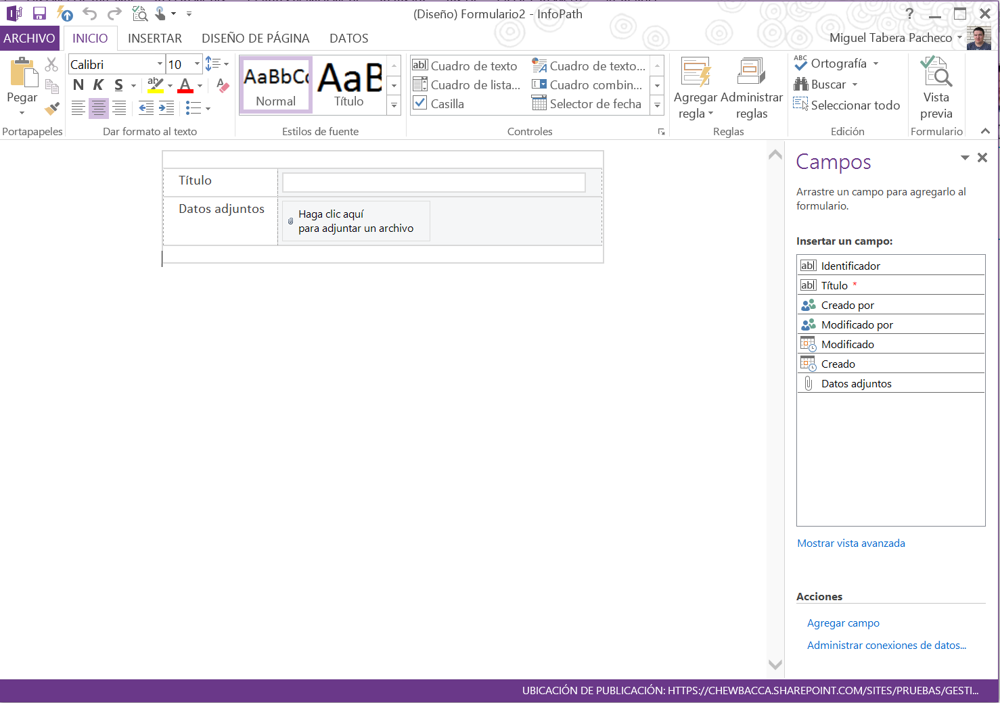 (Diseño) Formulario2 - InfoPath
?
ARCHIVO INICIO INSERTAR DISEÑO DE PÁGINA DATOS
Miguel Tabera Pacheco
Pegar
Portapapeles
Calibri 10
N K S ab A A
Dar formato al texto
AaBbCc AaB
Normal Título
Estilos de fuente
ab Cuadro de texto Cuadro de texto...
Cuadro de lista... Cuadro combin...
Casilla Selector de fecha
Controles
Agregar regla
Administrar reglas
Reglas
ABC Ortografía
Buscar
Seleccionar todo
Edición
Vista previa
Formulario
Título
Datos adjuntos
Haga clic aquí
para adjuntar un archivo
Campos
Arrastre un campo para agregarlo al
formulario.
Insertar un campo:
ab Identificador
ab Título *
Creado por
Modificado por
Modificado
Creado
Datos adjuntos
Mostrar vista avanzada
Acciones
Agregar campo
Administrar conexiones de datos...
UBICACIÓN DE PUBLICACIÓN: HTTPS://CHEWBACCA.SHAREPOINT.COM/SITES/PRUEBAS/GESTI...